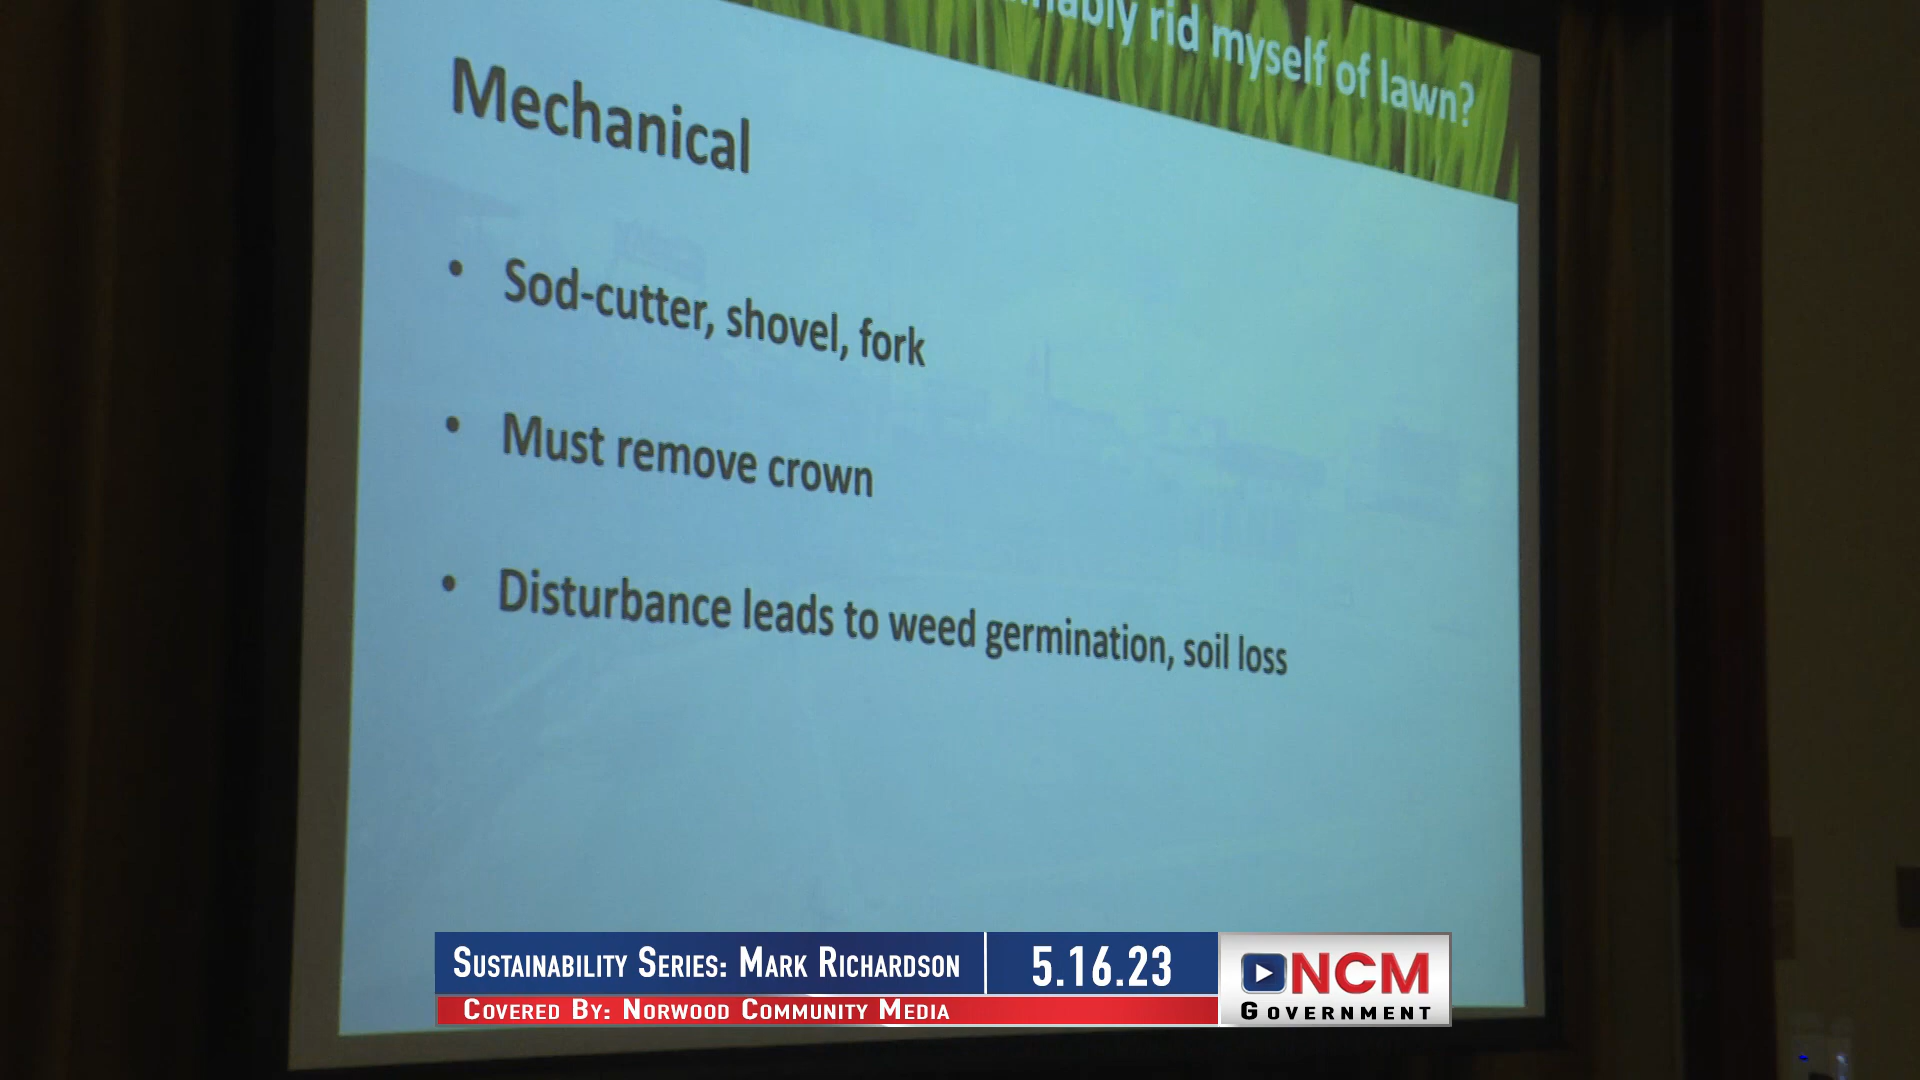 rid myself of lawn?
Mechanical
• Sod-cutter, shovel, fork
• Must remove crown
• Disturbance leads to weed germination, soil loss
Sustainability Series: Mark Richardson
5.16.23
Covered By: Norwood Community Media
NCM
Government